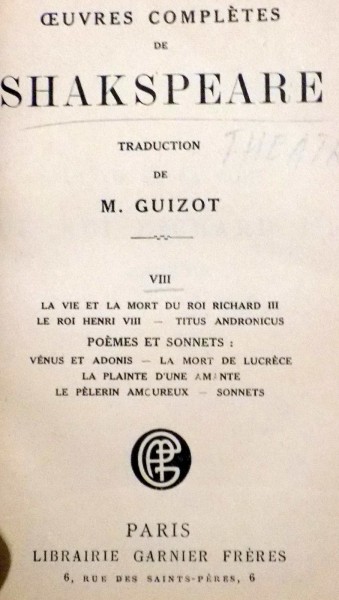 ŒUVRES COMPLÈTES
DE
SHAKSPEARE
TRADUCTION
DE
M. GUIZOT
VIII
LA VIE ET LA MORT DU ROI RICHARD III
LE ROI HENRI VIII — TITUS ANDRONICUS
POÈMES ET SONNETS :
VÉNUS ET ADONIS — LA MORT DE LUCRÈCE
LA PLAINTE D'UNE AMANTE
LE PÈLERIN AMOUREUX — SONNETS
PARIS
LIBRAIRIE GARNIER FRÈRES
6, RUE DES SAINTS-PÈRES, 6